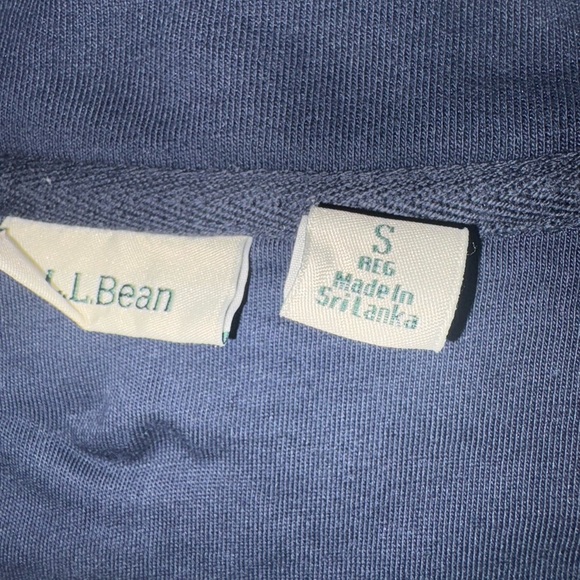 L.L.Bean
S
REG
Made In
Sri Lanka